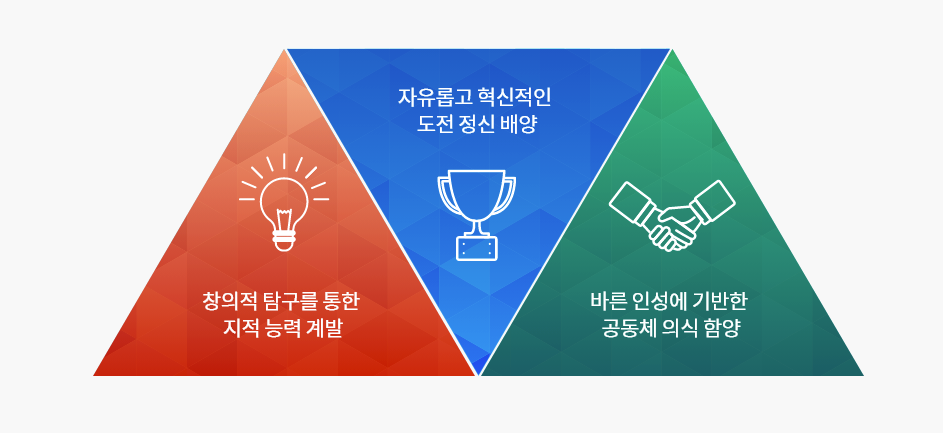 자유롭고 혁신적인
도전 정신 배양
창의적 탐구를 통한
지적 능력 계발
바른 인성에 기반한
공동체 의식 함양